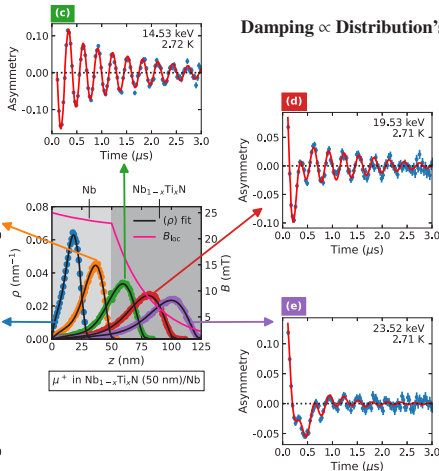 (c)
Damping ∝ Distribution's
14.53 keV
2.72 K
Asymmetry
0.10
0.00
-0.10
0.0 0.5 1.0 1.5 2.0 2.5 3.0
Time (μs)
(d)
19.53 keV
2.71 K
Asymmetry
0.05
0.00
-0.05
-0.10
0.0 0.5 1.0 1.5 2.0 2.5 3.0
Time (μs)
Nb
Nb1−xTixN
⟨ρ⟩ fit
Bloc
ρ (nm⁻¹)
0.08
0.06
0.04
0.02
0.00
25
20
15
10
5
B (mT)
0 25 50 75 100 125
z (nm)
μ⁺ in Nb1−xTixN (50 nm)/Nb
(e)
23.52 keV
2.71 K
Asymmetry
0.10
0.05
0.00
-0.05
0.0 0.5 1.0 1.5 2.0 2.5 3.0
Time (μs)